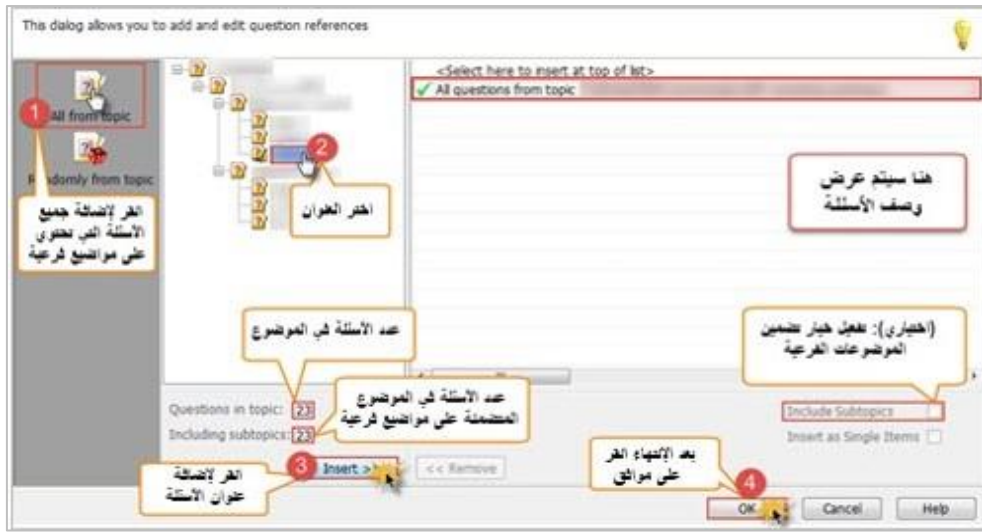 This dialog allows you to add and edit question references
<Select here to insert at top of list>
All questions from topic
1
All from topic
Randomly from topic
2
اختر العنوان
هنا سيتم عرض
وصف الأسئلة
انقر لإضافة جميع
الأسئلة التي تحتوي
على مواضيع فرعية
عدد الأسئلة في الموضوع
(اختياري): تفعيل خيار تضمين
الموضوعات الفرعية
عدد الأسئلة في الموضوع
المتضمنة على مواضيع فرعية
Questions in topic: 23
Including subtopics: 23
Include Subtopics
Insert as Single Items
3
Insert >>
<< Remove
انقر لإضافة
عنوان الأسئلة
بعد الإنتهاء انقر
على موافق
4
OK
Cancel
Help